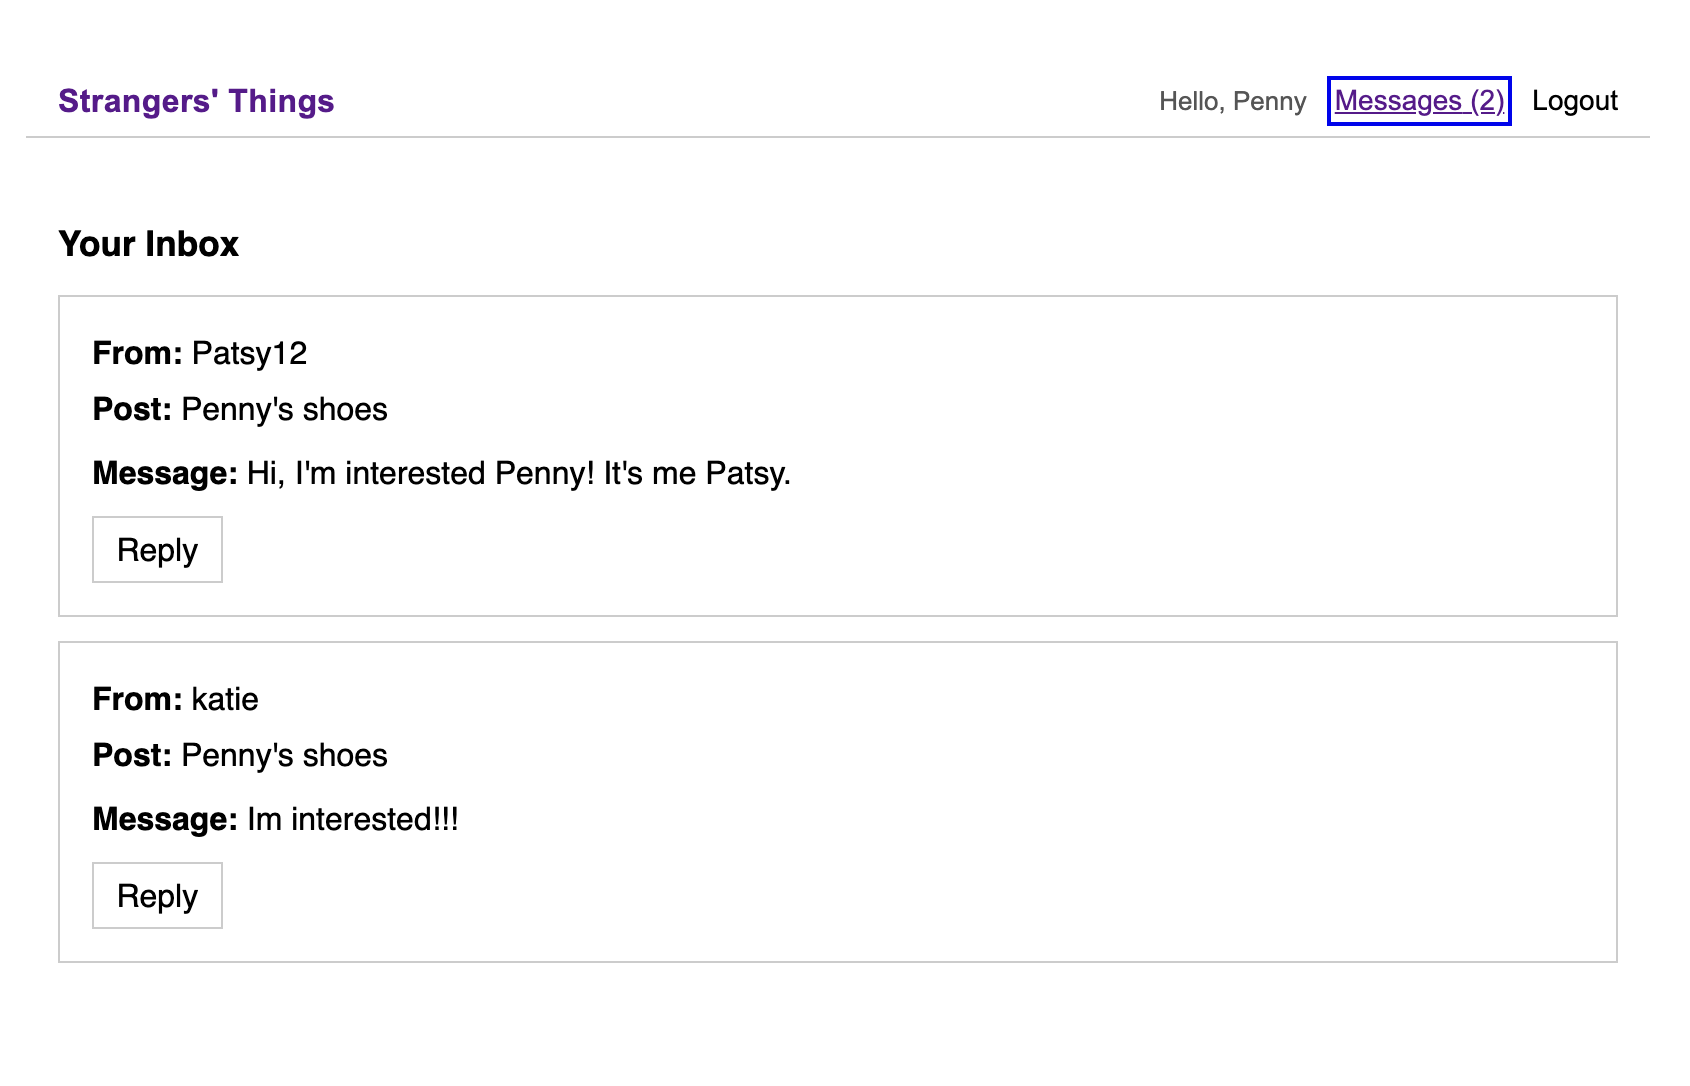 Strangers' Things
Hello, Penny Messages (2) Logout
Your Inbox
From: Patsy12
Post: Penny's shoes
Message: Hi, I'm interested Penny! It's me Patsy.
Reply
From: katie
Post: Penny's shoes
Message: Im interested!!!
Reply